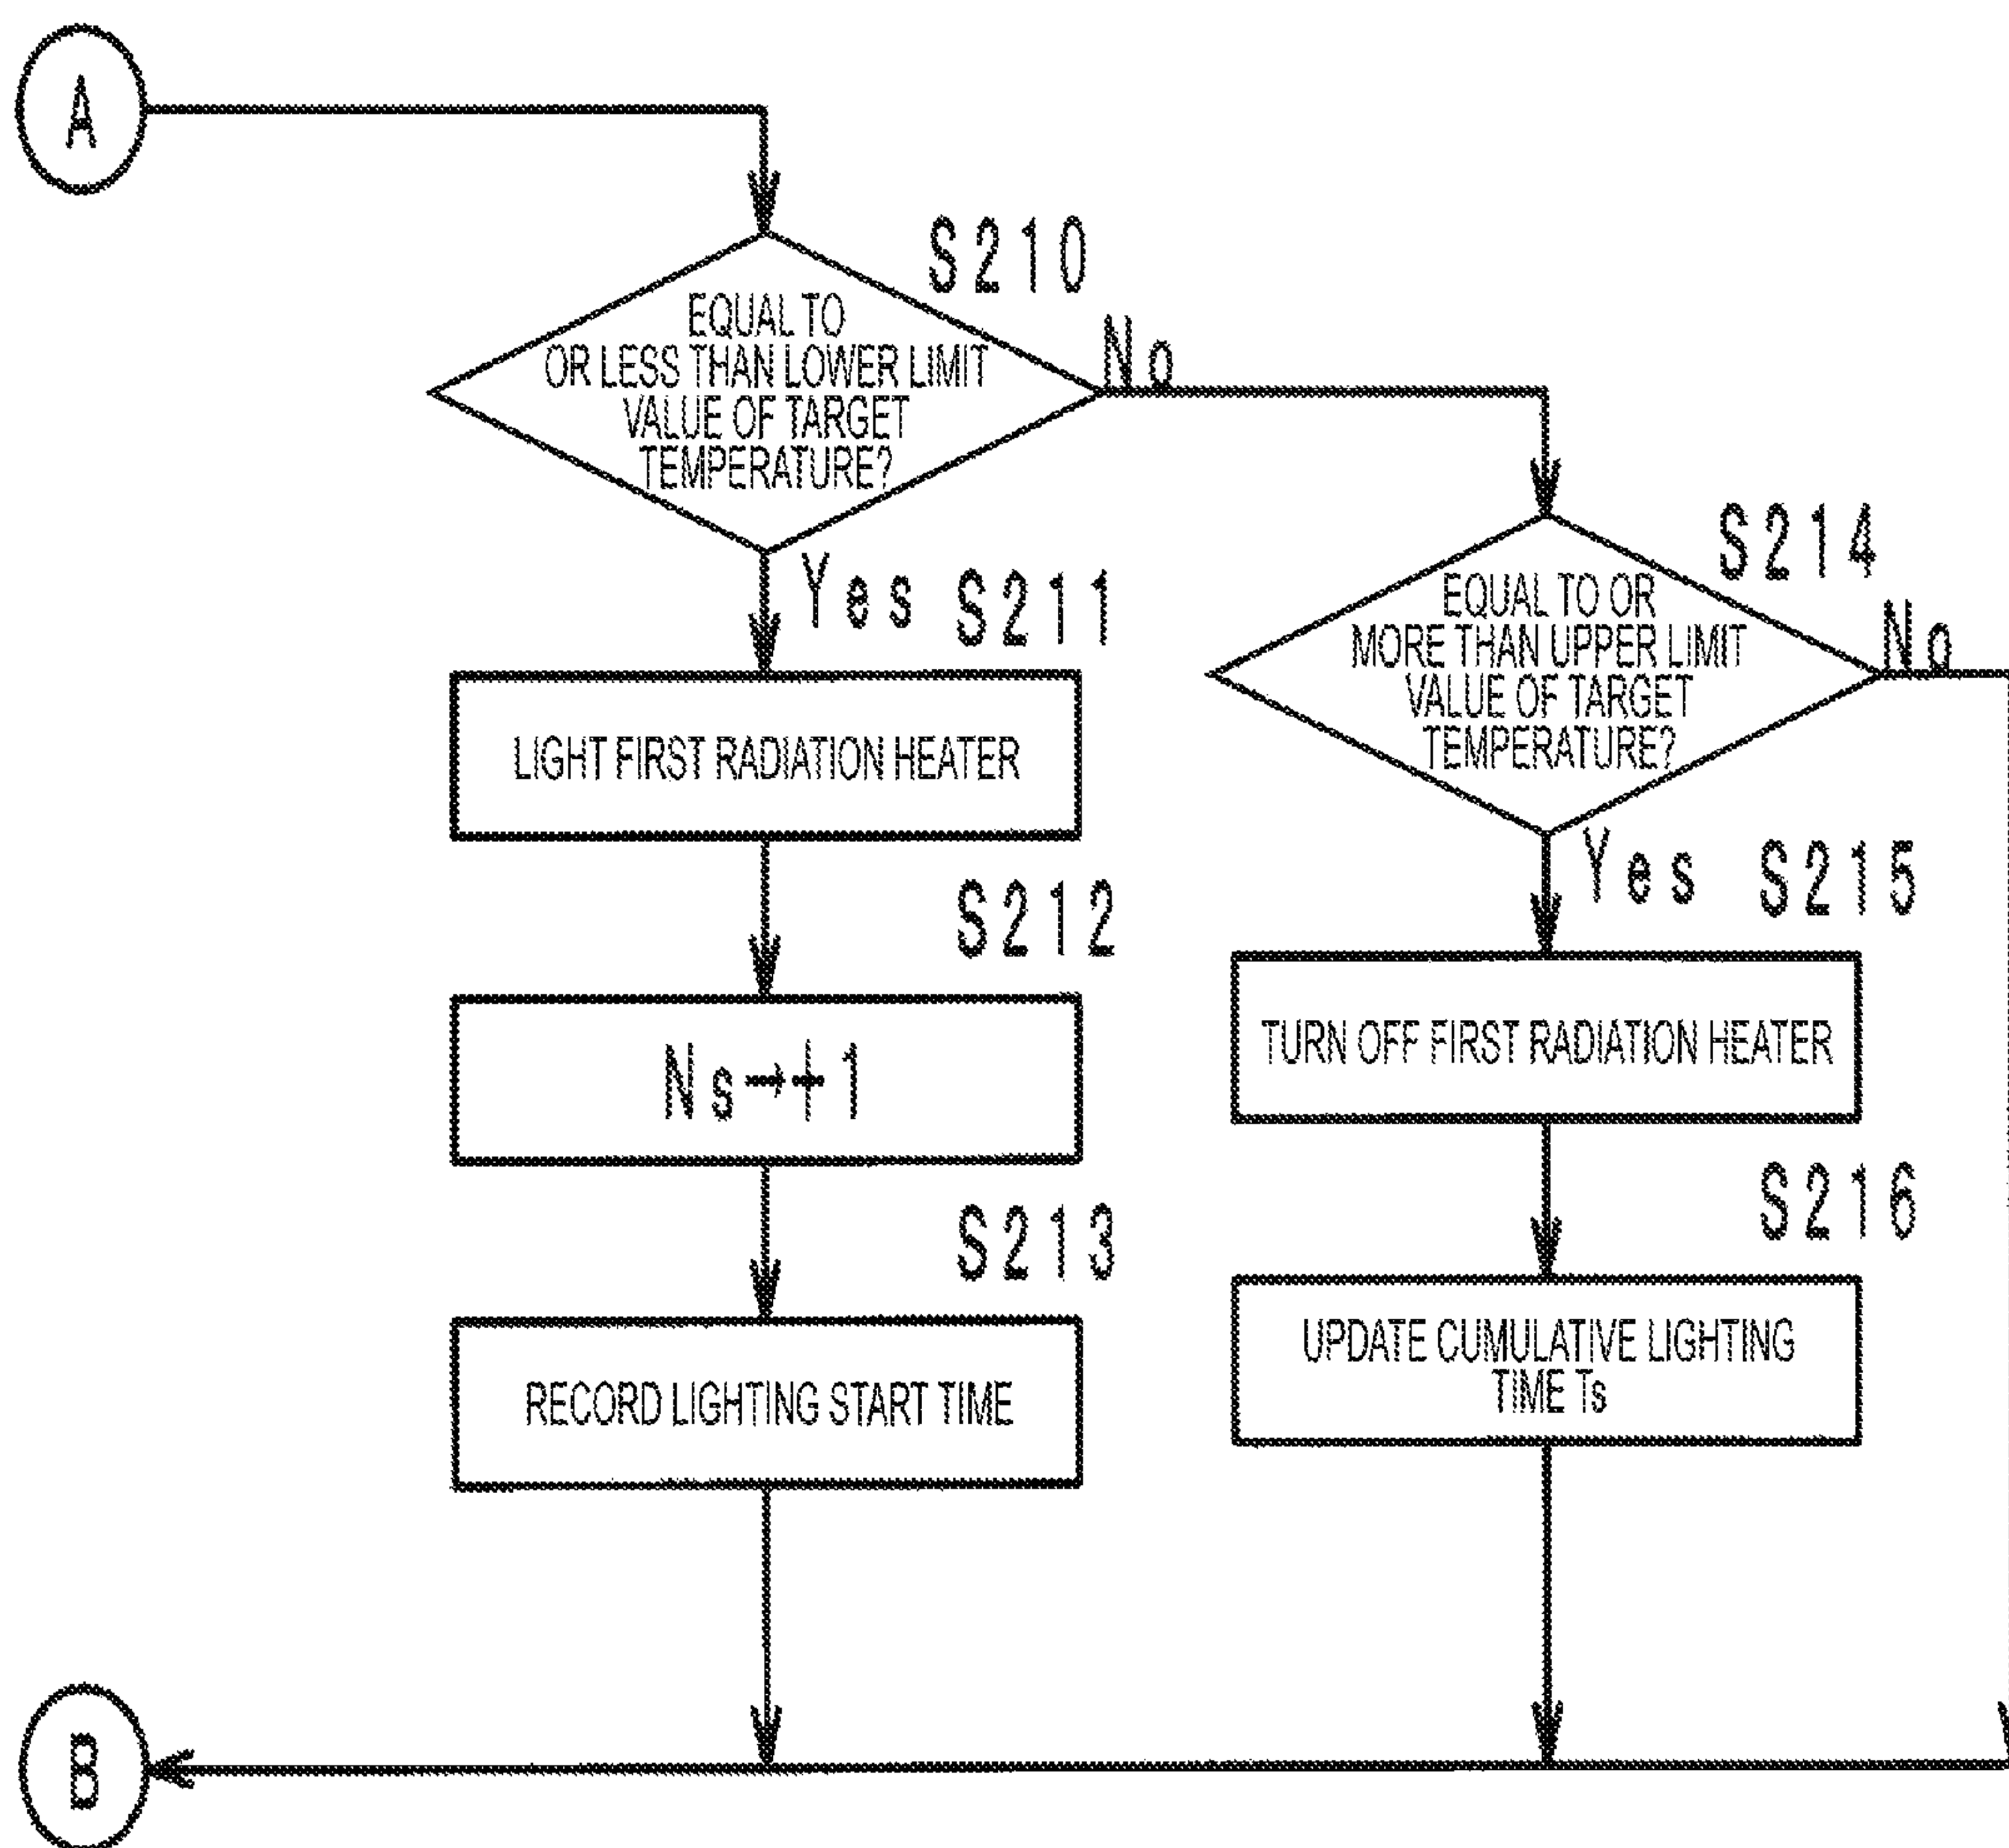 A
S210
EQUAL TO
OR LESS THAN LOWER LIMIT
VALUE OF TARGET
TEMPERATURE?
No
Yes
S211
LIGHT FIRST RADIATION HEATER
S212
Ns→+1
S213
RECORD LIGHTING START TIME
S214
EQUAL TO OR
MORE THAN UPPER LIMIT
VALUE OF TARGET
TEMPERATURE?
No
Yes
S215
TURN OFF FIRST RADIATION HEATER
S216
UPDATE CUMULATIVE LIGHTING
TIME Ts
B